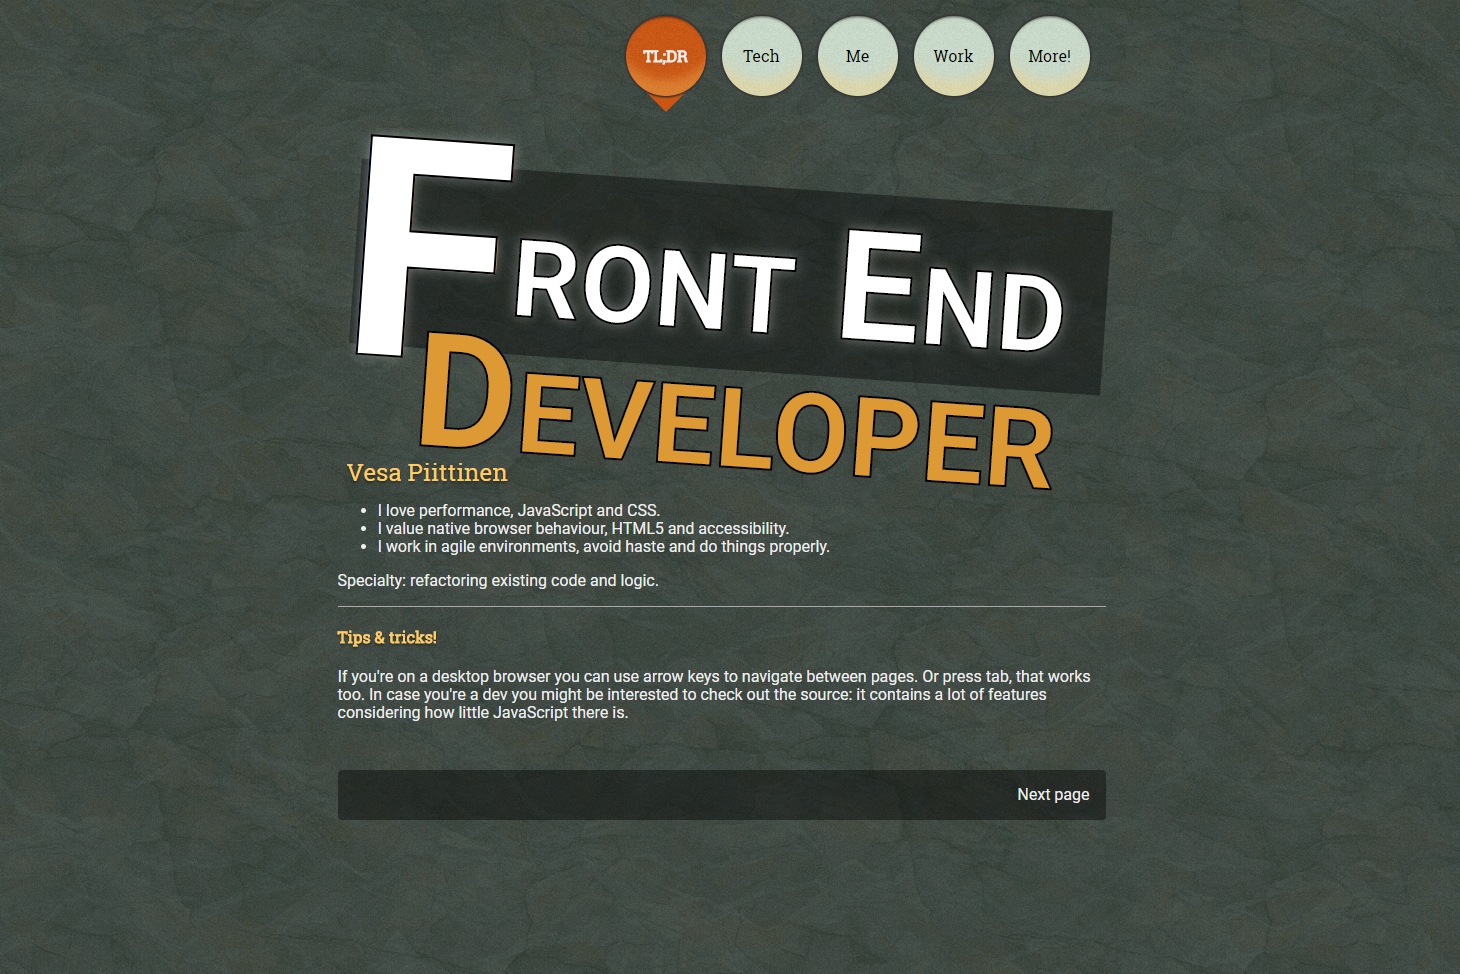 TL;DR
Tech
Me
Work
More!
Front End
Developer
Vesa Piittinen
I love performance, JavaScript and CSS.
I value native browser behaviour, HTML5 and accessibility.
I work in agile environments, avoid haste and do things properly.
Specialty: refactoring existing code and logic.
Tips & tricks!
If you're on a desktop browser you can use arrow keys to navigate between pages. Or press tab, that works
too. In case you're a dev you might be interested to check out the source: it contains a lot of features
considering how little JavaScript there is.
Next page